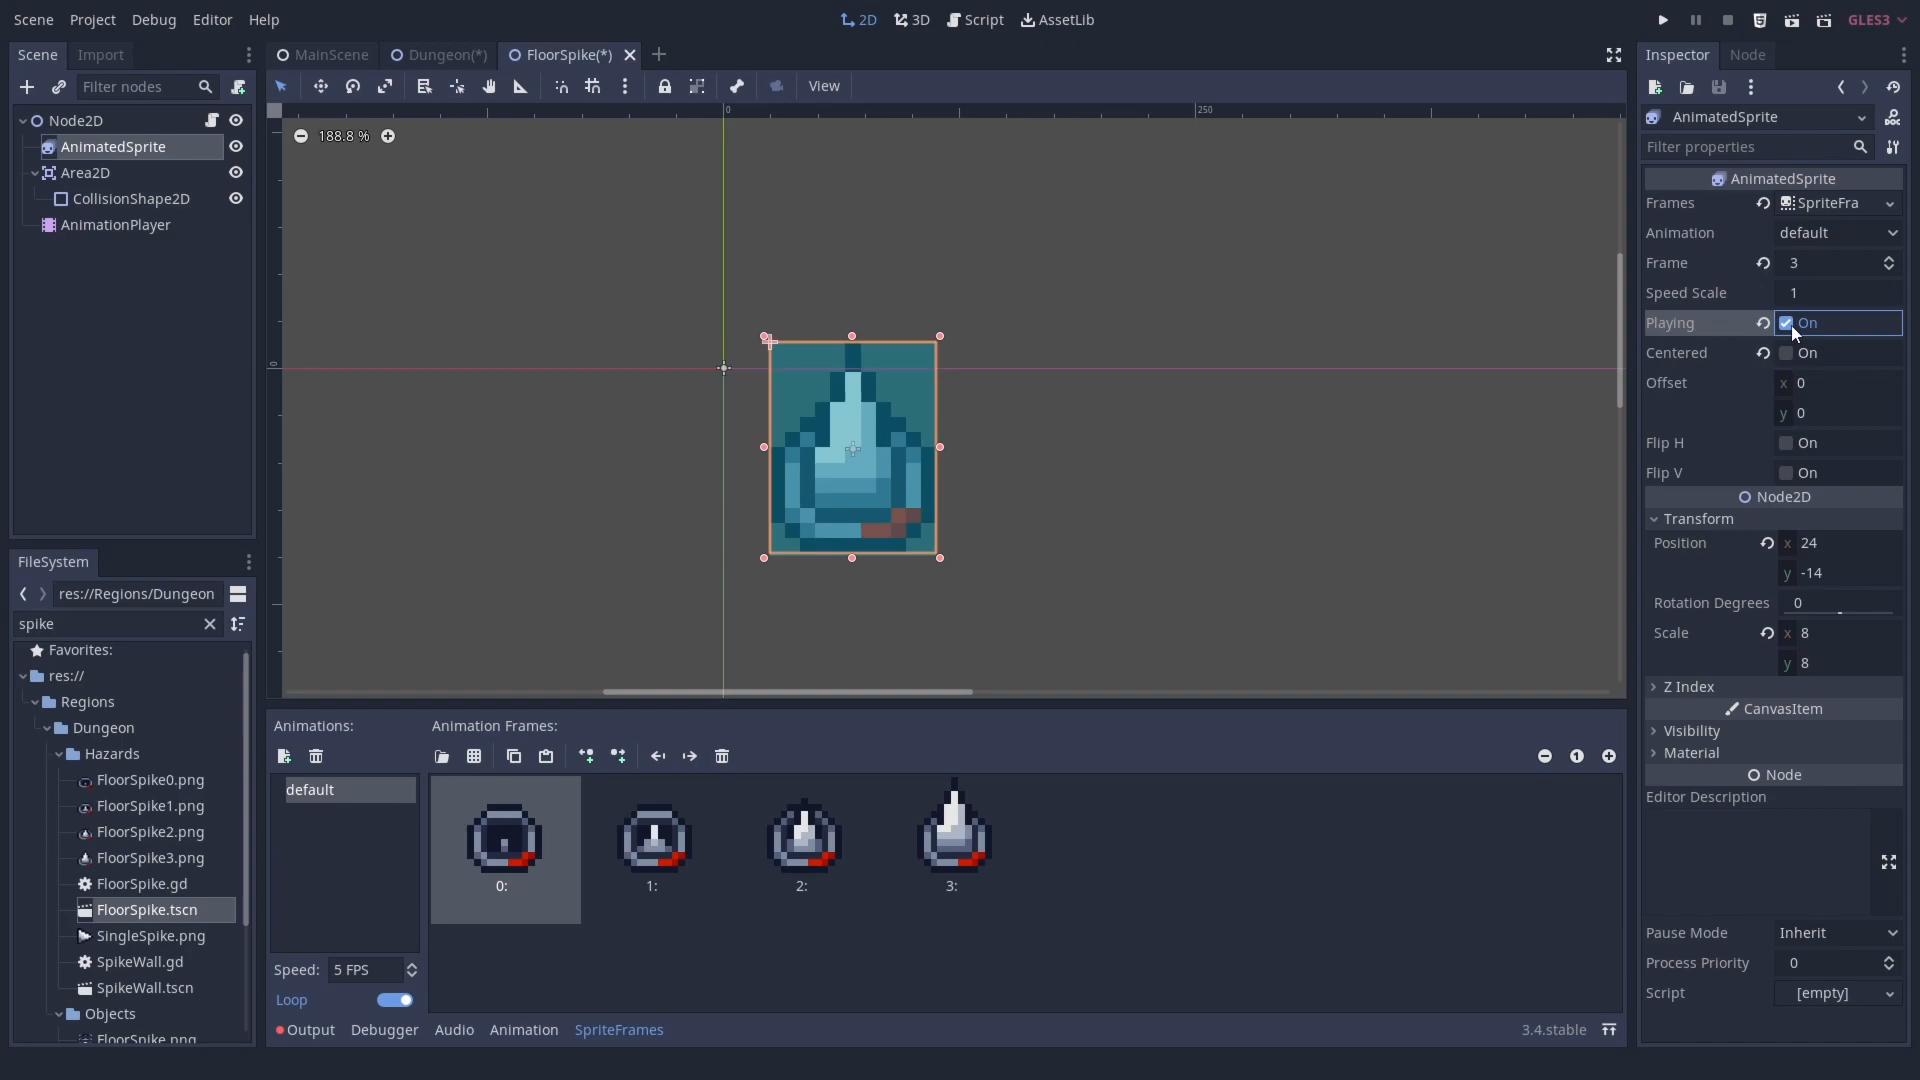 Scene Project Debug Editor Help
2D 3D Script AssetLib
GLES3
Scene Import
MainScene Dungeon(*) FloorSpike(*)
Inspector Node
Filter nodes
View
Node2D
AnimatedSprite
Area2D
CollisionShape2D
AnimationPlayer
0 250
188.8 %
0
AnimatedSprite
Filter properties
AnimatedSprite
Frames SpriteFra
Animation default
Frame 3
Speed Scale 1
Playing On
Centered On
Offset x 0
y 0
Flip H On
Flip V On
Node2D
Transform
Position x 24
y -14
Rotation Degrees 0
Scale x 8
y 8
Z Index
CanvasItem
Visibility
Material
Node
Editor Description
Pause Mode Inherit
Process Priority 0
Script [empty]
FileSystem
res://Regions/Dungeon
spike
Favorites:
res://
Regions
Dungeon
Hazards
FloorSpike0.png
FloorSpike1.png
FloorSpike2.png
FloorSpike3.png
FloorSpike.gd
FloorSpike.tscn
SingleSpike.png
SpikeWall.gd
SpikeWall.tscn
Objects
FloorSpike.png
Animations: Animation Frames:
default
0: 1: 2: 3:
Speed: 5 FPS
Loop
Output Debugger Audio Animation SpriteFrames
3.4.stable